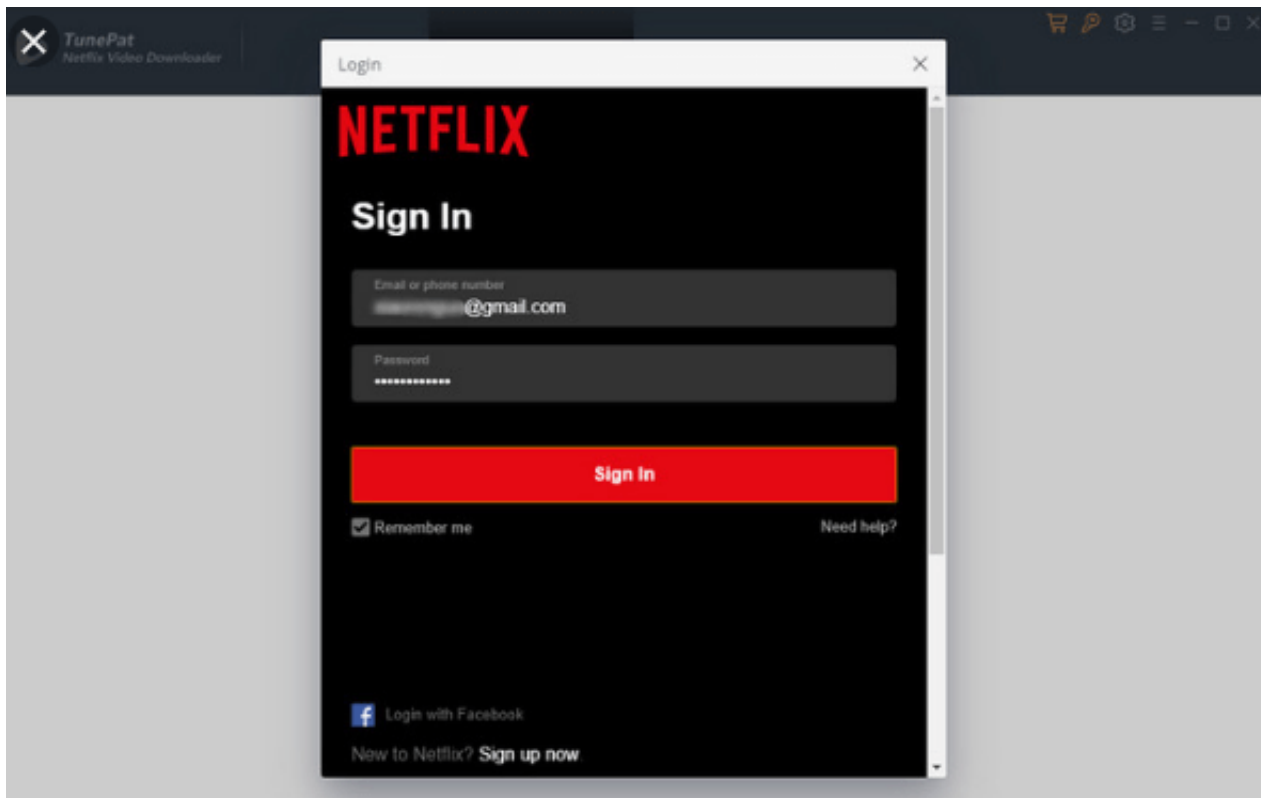 TunePat
Netflix Video Downloader
Login
NETFLIX
Sign In
Email or phone number
@gmail.com
Password
Sign In
Remember me
Need help?
Login with Facebook
New to Netflix? Sign up now